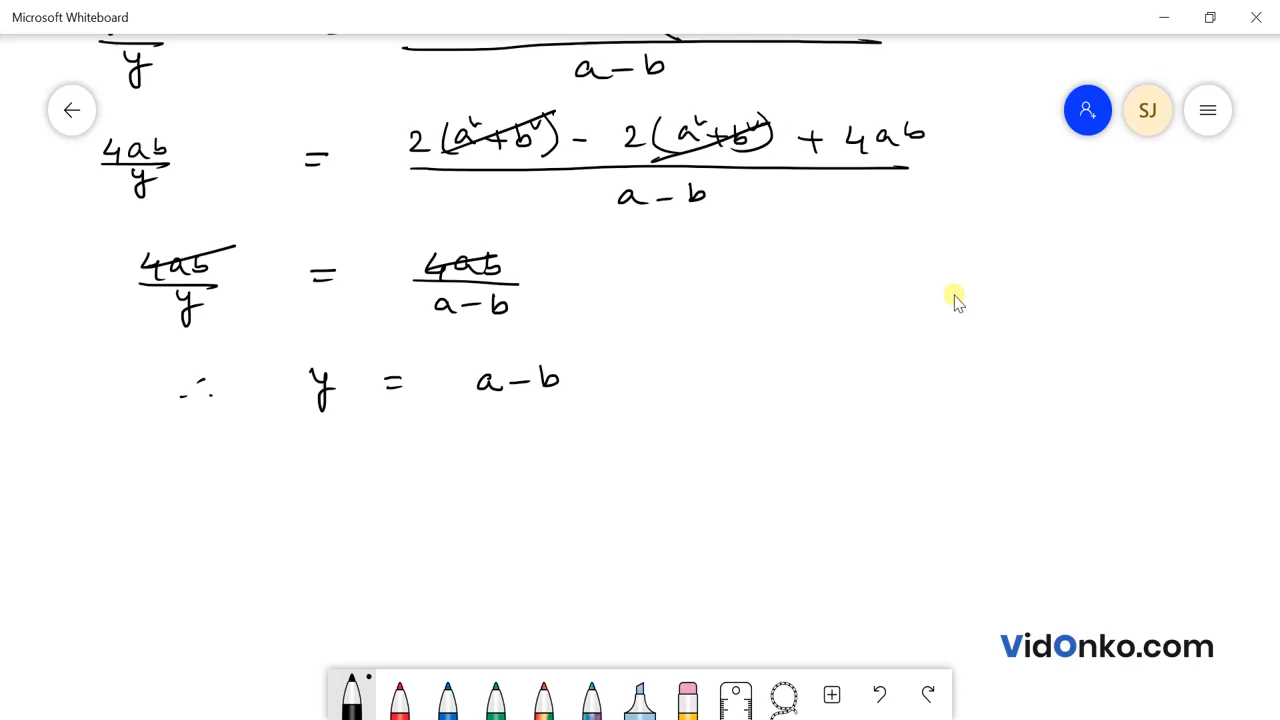 Microsoft Whiteboard
y = a - b
4ab/y = (2(a² + b²) - 2(a² + b²) + 4ab)/(a - b)
SJ
4ab/y = 4ab/(a - b)
∴ y = a - b
VidOnko.com